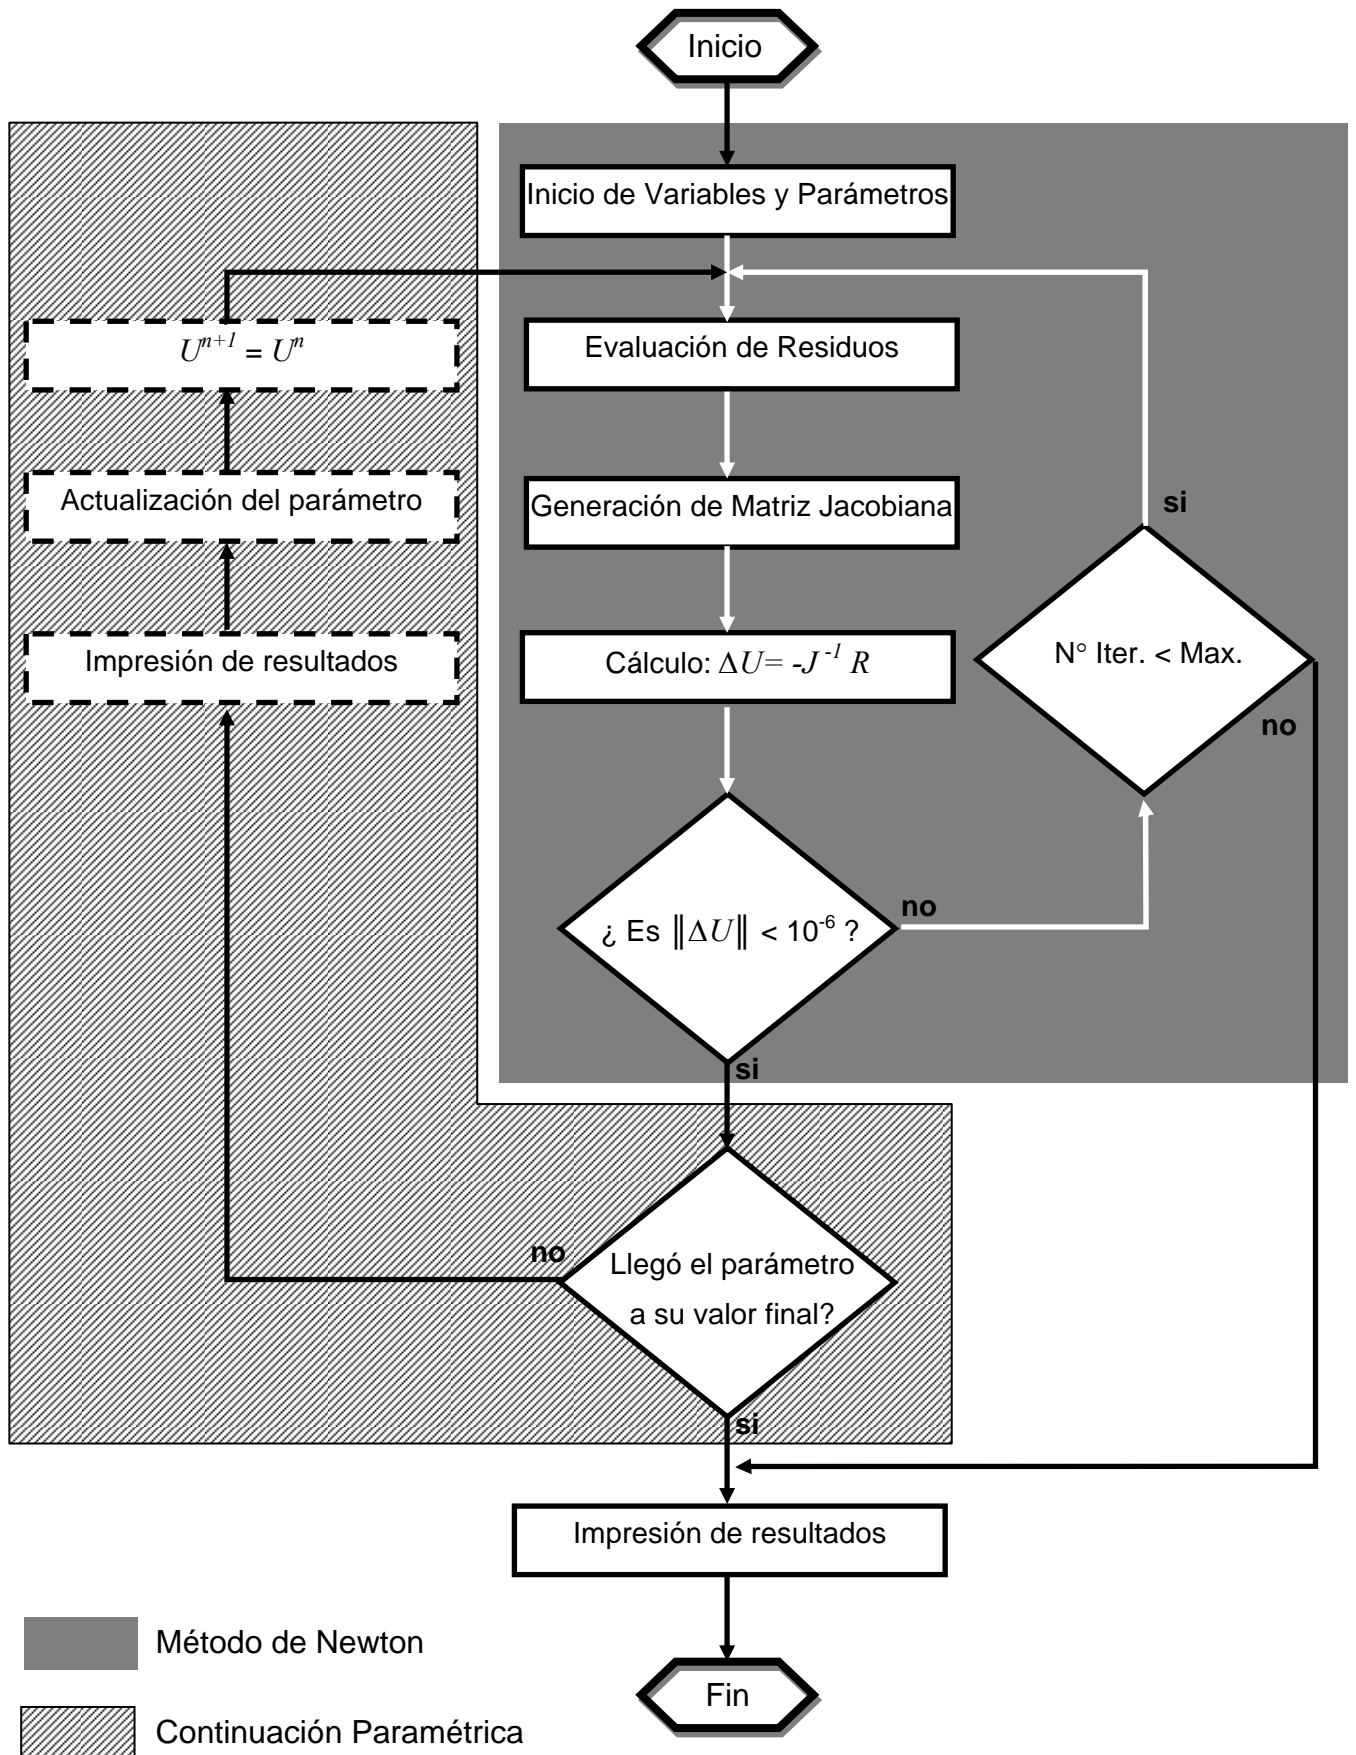 Inicio
Inicio de Variables y Parámetros
U^{n+1} = U^n
Evaluación de Residuos
Actualización del parámetro
Generación de Matriz Jacobiana
si
Impresión de resultados
Cálculo: ΔU= -J^{-1} R
N° Iter. < Max.
no
¿ Es ‖ΔU‖ < 10^{-6} ?
no
si
no
Llegó el parámetro
a su valor final?
si
Impresión de resultados
Método de Newton
Fin
Continuación Paramétrica